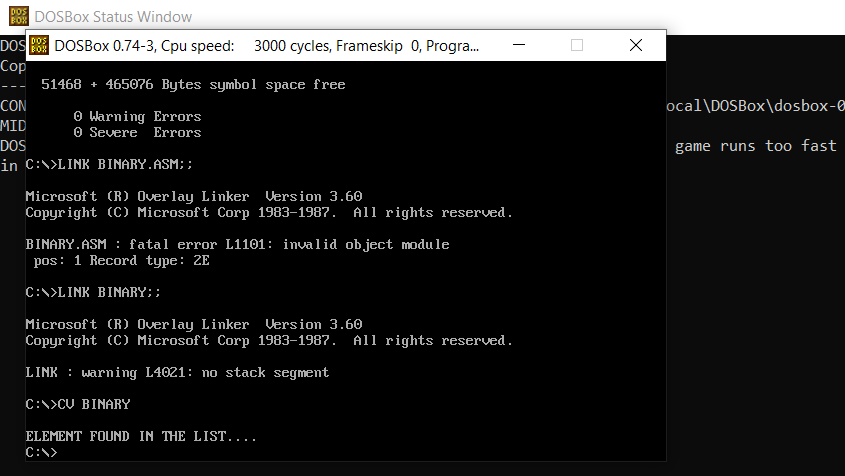 DOSBox Status Window
DOSBox 0.74-3, Cpu speed: 3000 cycles, Frameskip 0, Progra...
DOS
Cop
---
CON
ocal\DOSBox\dosbox-0
MID
DOS
game runs too fast
in
51468 + 465076 Bytes symbol space free
0 Warning Errors
0 Severe Errors
C:\>LINK BINARY.ASM;;
Microsoft (R) Overlay Linker Version 3.60
Copyright (C) Microsoft Corp 1983-1987. All rights reserved.
BINARY.ASM : fatal error L1101: invalid object module
pos: 1 Record type: 2E
C:\>LINK BINARY;;
Microsoft (R) Overlay Linker Version 3.60
Copyright (C) Microsoft Corp 1983-1987. All rights reserved.
LINK : warning L4021: no stack segment
C:\>CV BINARY
ELEMENT FOUND IN THE LIST....
C:\>